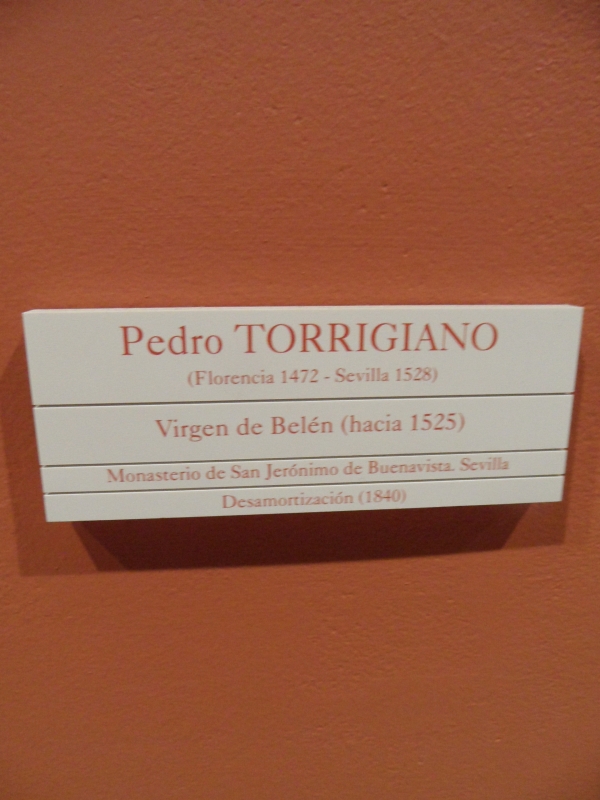 Pedro TORRIGIANO
(Florencia 1472 - Sevilla 1528)
Virgen de Belén (hacia 1525)
Monasterio de San Jerónimo de Buenavista. Sevilla
Desamortización (1840)